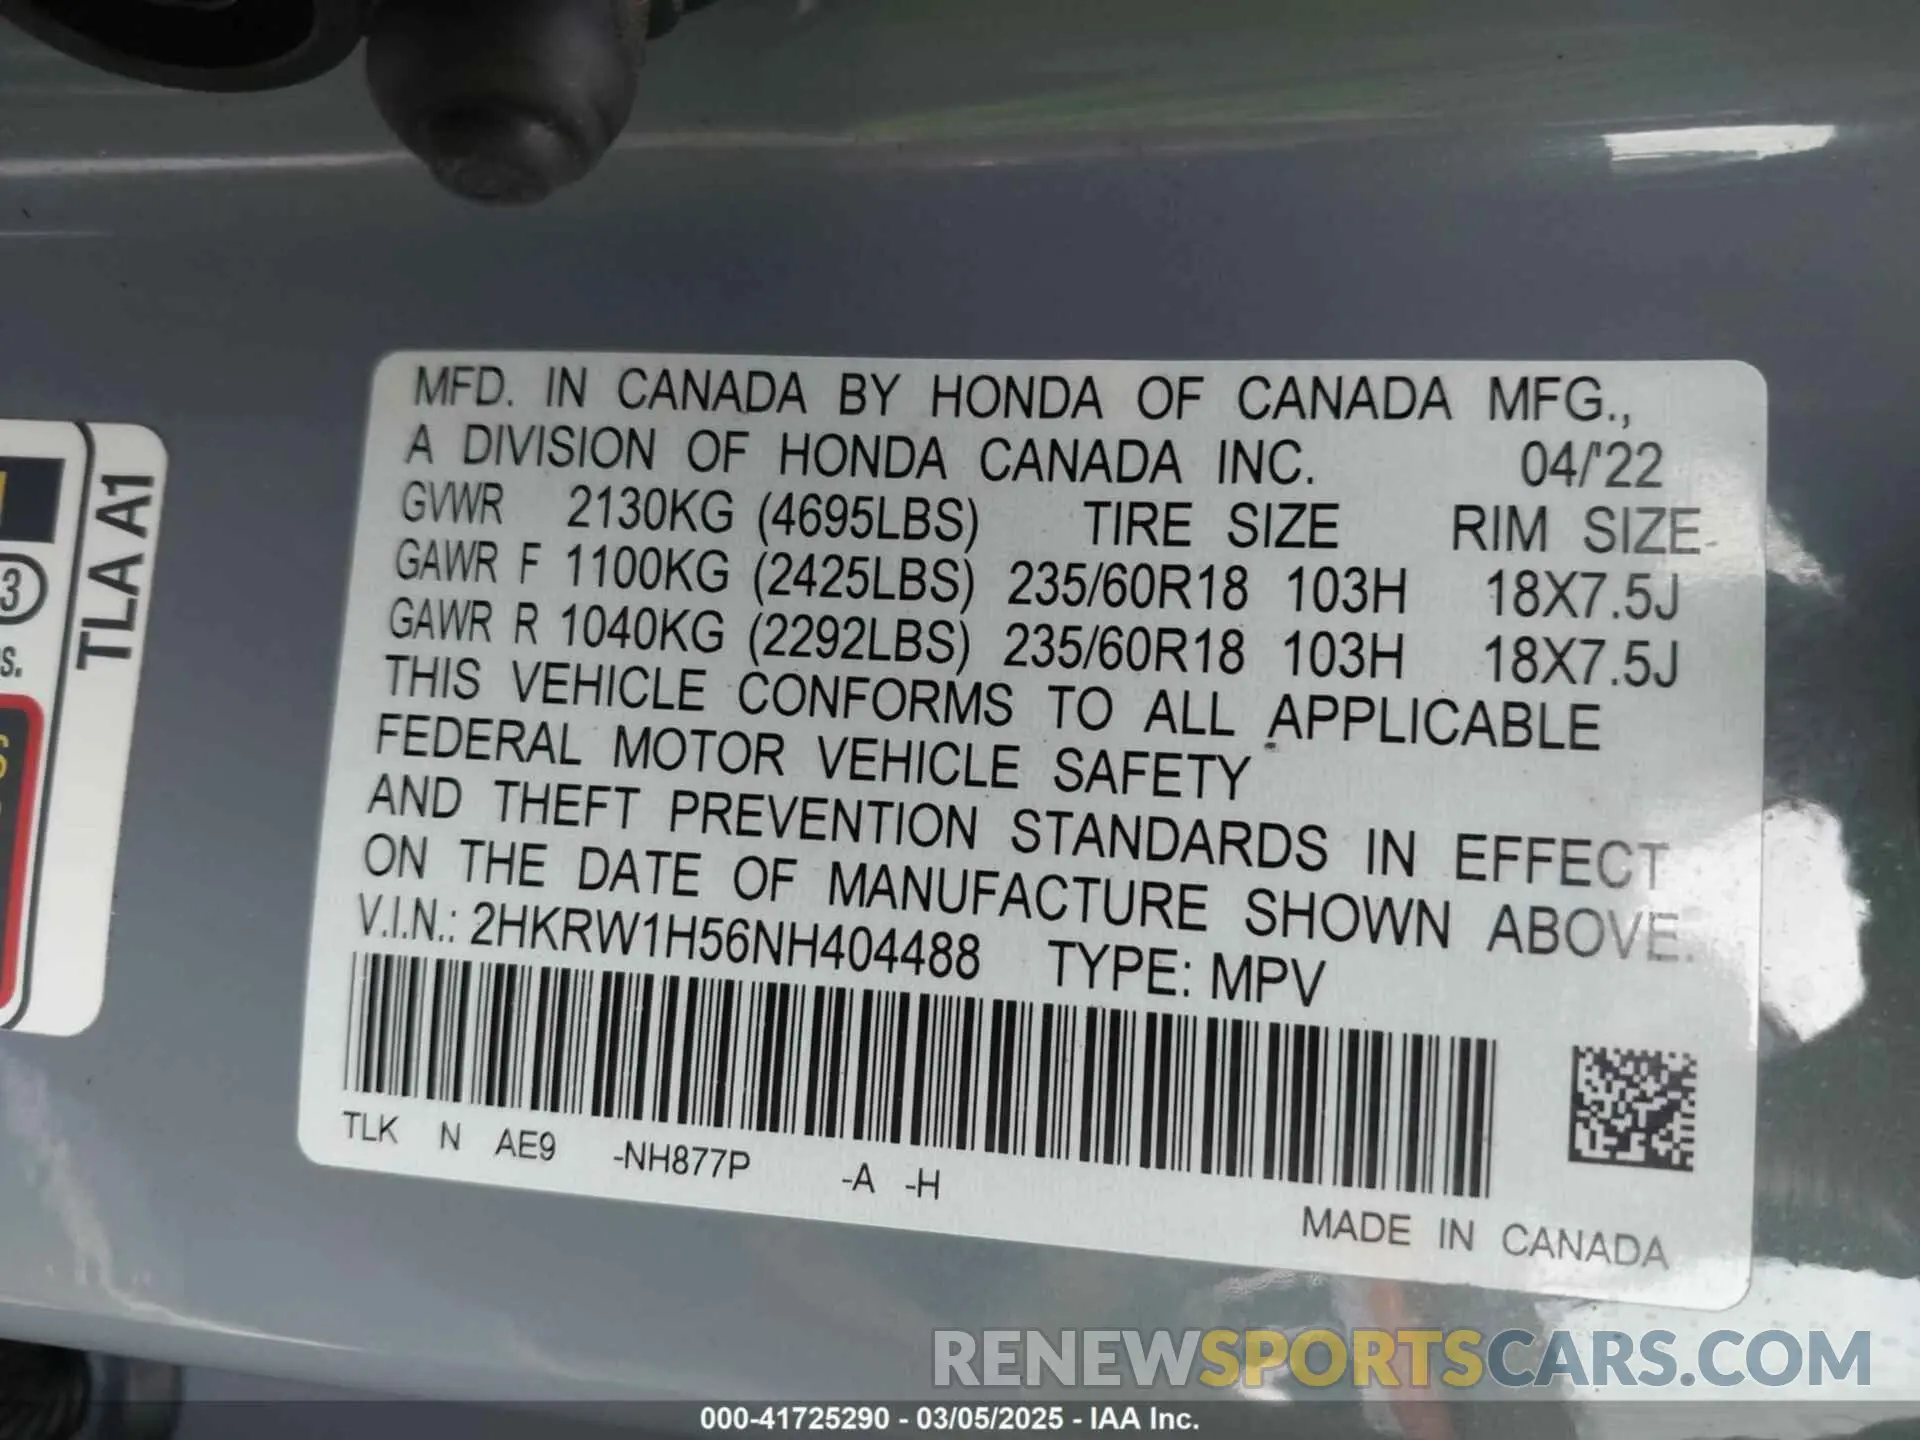 MFD. IN CANADA BY HONDA OF CANADA MFG.,
A DIVISION OF HONDA CANADA INC. 04/'22
GVWR 2130KG (4695LBS) TIRE SIZE RIM SIZE
GAWR F 1100KG (2425LBS) 235/60R18 103H 18X7.5J
GAWR R 1040KG (2292LBS) 235/60R18 103H 18X7.5J
THIS VEHICLE CONFORMS TO ALL APPLICABLE
FEDERAL MOTOR VEHICLE SAFETY
AND THEFT PREVENTION STANDARDS IN EFFECT
ON THE DATE OF MANUFACTURE SHOWN ABOVE.
V.I.N.: 2HKRW1H56NH404488 TYPE: MPV
TLK N AE9 -NH877P -A -H
MADE IN CANADA
TLA A1
3
s.
S
RENEWSPORTSCARS.COM
000-41725290 - 03/05/2025 - IAA Inc.